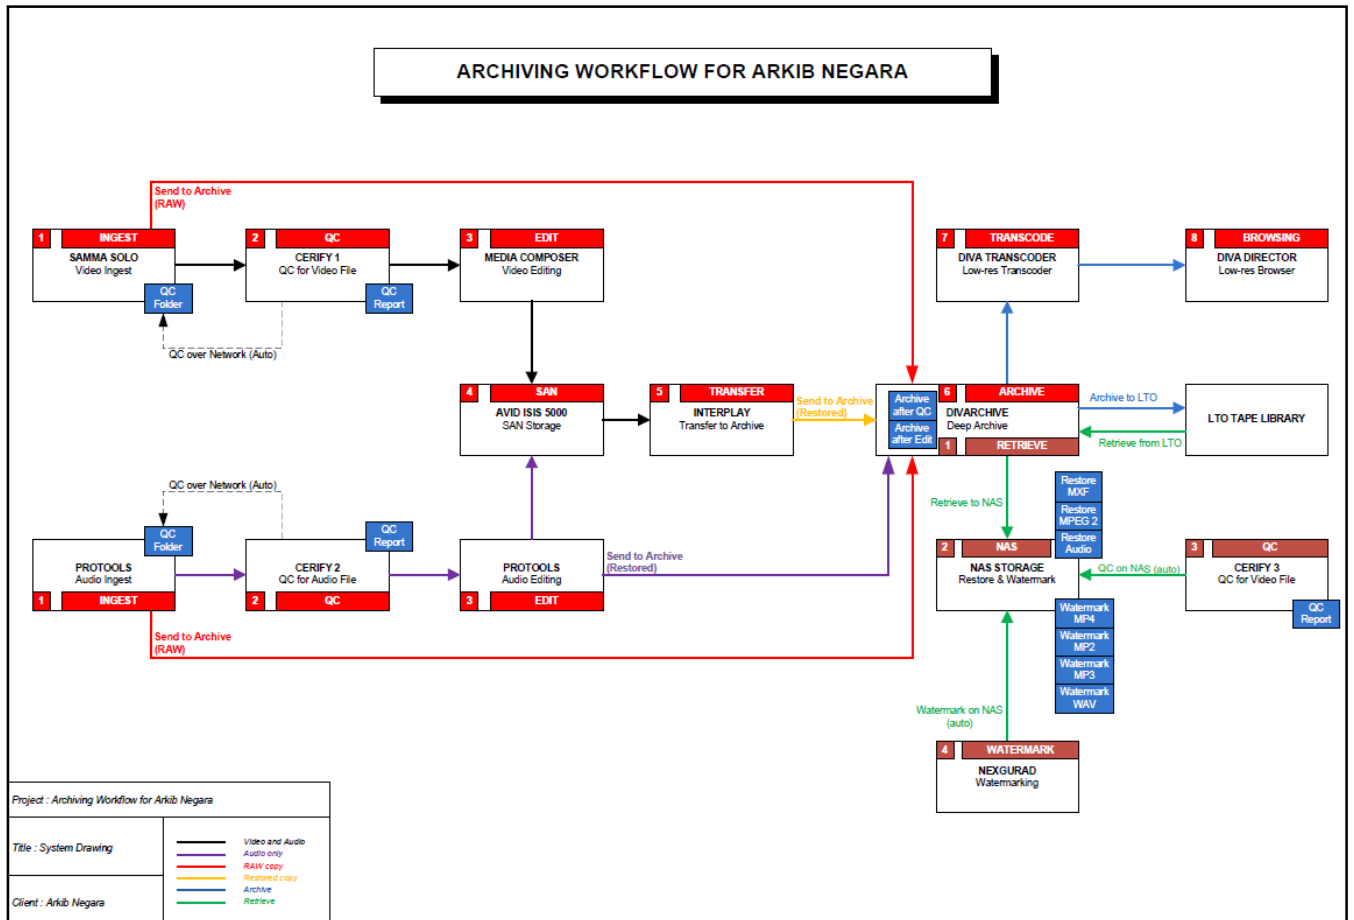 ARCHIVING WORKFLOW FOR ARKIB NEGARA
Send to Archive
(RAW)
1 INGEST
SAMMA SOLO
Video Ingest
QC
Folder
2 QC
CERIFY 1
QC for Video File
QC
Report
3 EDIT
MEDIA COMPOSER
Video Editing
7 TRANSCODE
DIVA TRANSCODER
Low-res Transcoder
8 BROWSING
DIVA DIRECTOR
Low-res Browser
QC over Network (Auto)
4 SAN
AVID ISIS 5000
SAN Storage
5 TRANSFER
INTERPLAY
Transfer to Archive
Send to Archive
(Restored)
Archive
after QC
Archive
after Edit
6 ARCHIVE
DIVARCHIVE
Deep Archive
1 RETRIEVE
Archive to LTO
Retrieve from LTO
LTO TAPE LIBRARY
QC over Network (Auto)
QC
Folder
PROTOOLS
Audio Ingest
1 INGEST
QC
Report
CERIFY 2
QC for Audio File
2 QC
PROTOOLS
Audio Editing
3 EDIT
Send to Archive
(Restored)
Send to Archive
(RAW)
Retrieve to NAS
Restore
MXF
Restore
MPEG 2
Restore
Audio
2 NAS
NAS STORAGE
Restore & Watermark
QC on NAS (auto)
3 QC
CERIFY 3
QC for Video File
QC
Report
Watermark
MP4
Watermark
MP2
Watermark
MP3
Watermark
WAV
Watermark on NAS
(auto)
4 WATERMARK
NEXGURAD
Watermarking
Project : Archiving Workflow for Arkib Negara
Title : System Drawing
Client : Arkib Negara
Video and Audio
Audio only
RAW copy
Restored copy
Archive
Retrieve